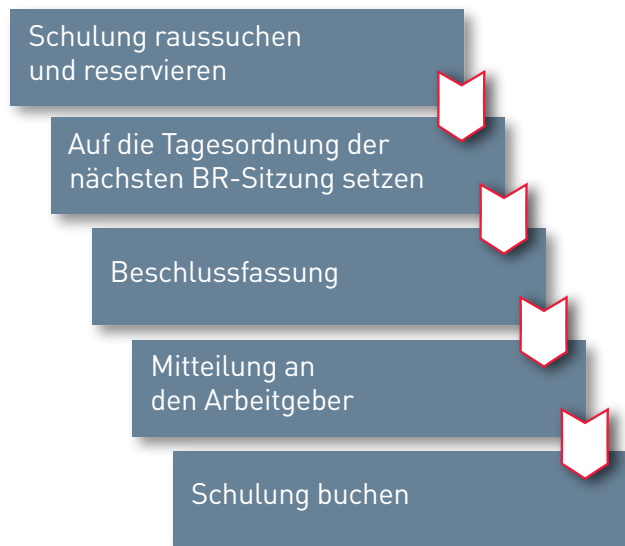 Schulung raussuchen
und reservieren
Auf die Tagesordnung der
nächsten BR-Sitzung setzen
Beschlussfassung
Mitteilung an
den Arbeitgeber
Schulung buchen